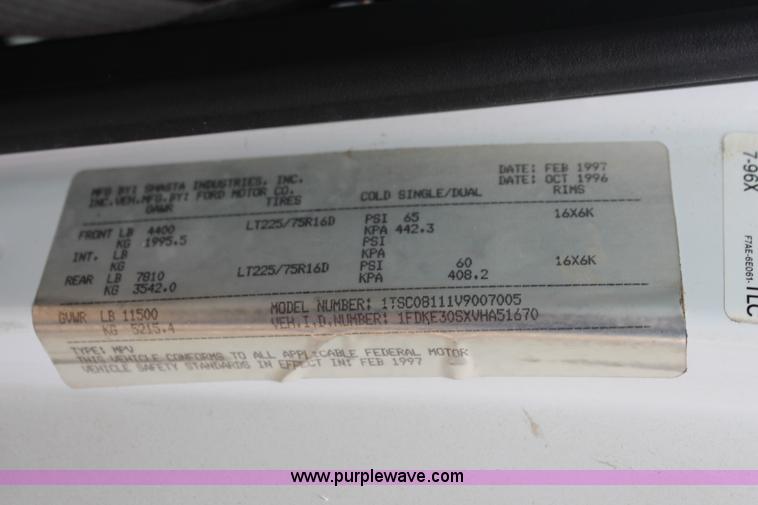 MFG BY: SHASTA INDUSTRIES, INC. DATE: FEB 1997
INC.VEH.MFG.BY: FORD MOTOR CO. DATE: OCT 1996
GAWR TIRES COLD SINGLE/DUAL RIMS
FRONT LB 4400 LT225/75R16D PSI 65 16X6K
KG 1995.5 KPA 442.3
INT. LB PSI
KG KPA
REAR LB 7810 LT225/75R16D PSI 60 16X6K
KG 3542.0 KPA 408.2
GVWR LB 11500 MODEL NUMBER: 1TSC08111V9007005
KG 5215.4 VEH.I.D.NUMBER: 1FDKE30SXVHA51670
TYPE: MPV
THIS VEHICLE CONFORMS TO ALL APPLICABLE FEDERAL MOTOR
VEHICLE SAFETY STANDARDS IN EFFECT IN: FEB 1997
7-96X
F7AE-6E061-
TLC
www.purplewave.com